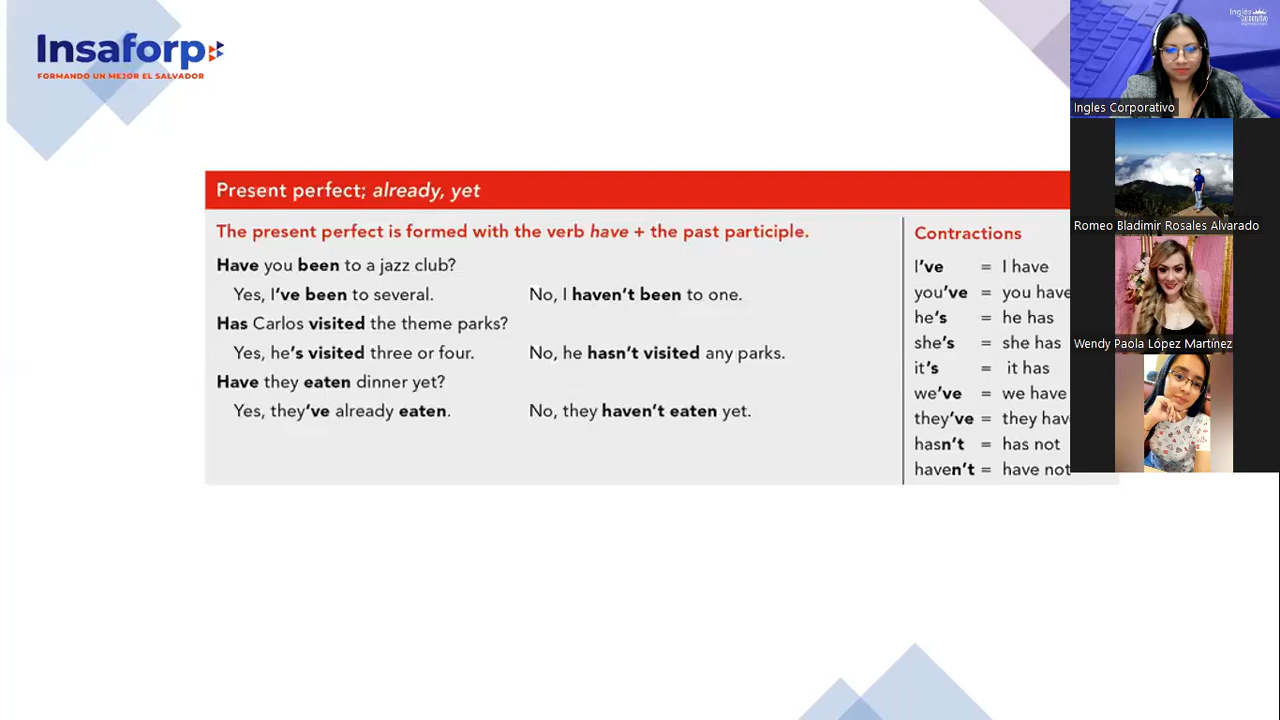 Insaforp
FORMANDO UN MEJOR EL SALVADOR
Present perfect; already, yet
The present perfect is formed with the verb have + the past participle.
Have you been to a jazz club?
Yes, I've been to several. No, I haven't been to one.
Has Carlos visited the theme parks?
Yes, he's visited three or four. No, he hasn't visited any parks.
Have they eaten dinner yet?
Yes, they've already eaten. No, they haven't eaten yet.
Contractions
I've = I have
you've = you have
he's = he has
she's = she has
it's = it has
we've = we have
they've = they hav
hasn't = has not
haven't = have not
Inglés
Corporativo
Ingles Corporativo
Romeo Bladimir Rosales Alvarado
Wendy Paola López Martínez